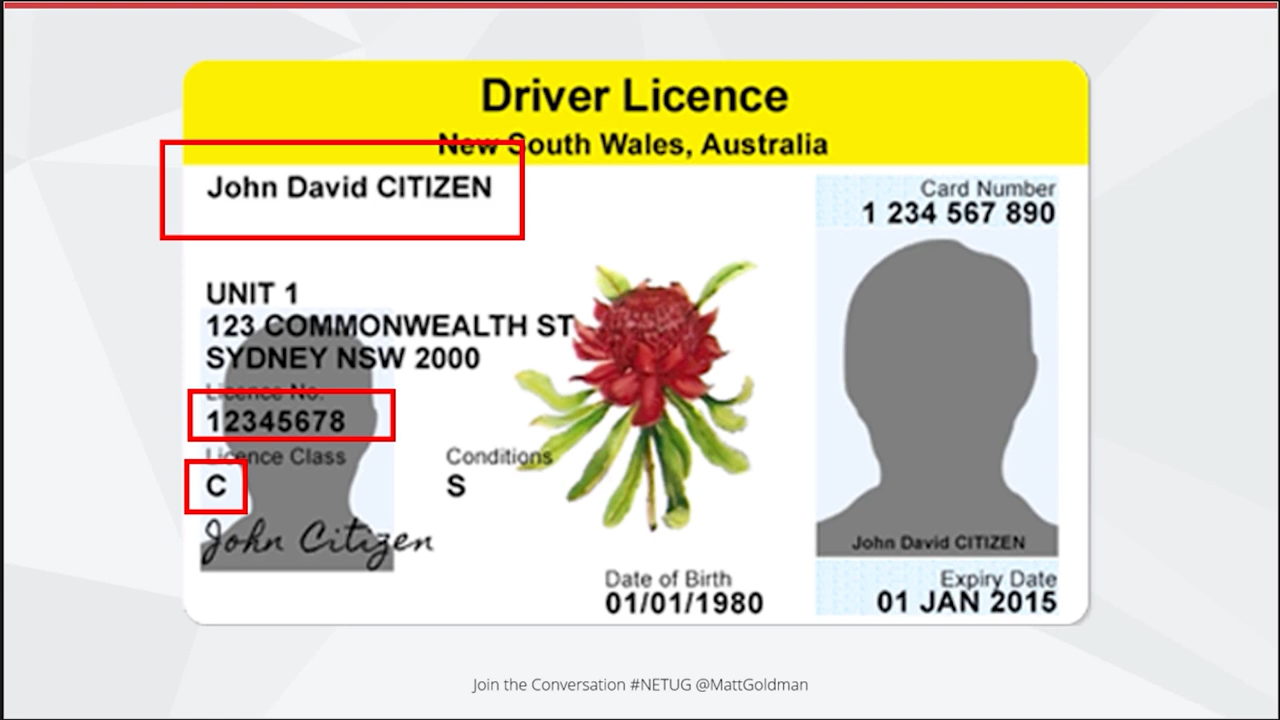 Driver Licence
New South Wales, Australia
John David CITIZEN
Card Number
1 234 567 890
UNIT 1
123 COMMONWEALTH ST
SYDNEY NSW 2000
Licence No.
12345678
Licence Class
Conditions
C
S
John Citizen
John David CITIZEN
Date of Birth
01/01/1980
Expiry Date
01 JAN 2015
Join the Conversation #NETUG @MattGoldman